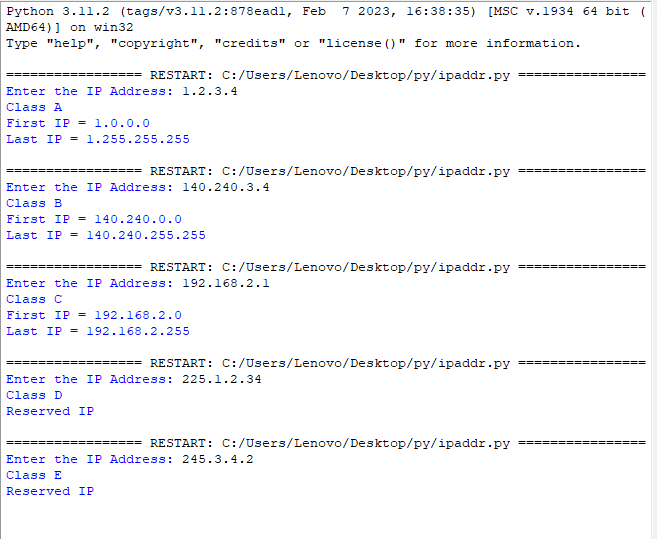 Python 3.11.2 (tags/v3.11.2:878ead1, Feb  7 2023, 16:38:35) [MSC v.1934 64 bit (
AMD64)] on win32
Type "help", "copyright", "credits" or "license()" for more information.
================= RESTART: C:/Users/Lenovo/Desktop/py/ipaddr.py ================
Enter the IP Address: 1.2.3.4
Class A
First IP = 1.0.0.0
Last IP = 1.255.255.255
================= RESTART: C:/Users/Lenovo/Desktop/py/ipaddr.py ================
Enter the IP Address: 140.240.3.4
Class B
First IP = 140.240.0.0
Last IP = 140.240.255.255
================= RESTART: C:/Users/Lenovo/Desktop/py/ipaddr.py ================
Enter the IP Address: 192.168.2.1
Class C
First IP = 192.168.2.0
Last IP = 192.168.2.255
================= RESTART: C:/Users/Lenovo/Desktop/py/ipaddr.py ================
Enter the IP Address: 225.1.2.34
Class D
Reserved IP
================= RESTART: C:/Users/Lenovo/Desktop/py/ipaddr.py ================
Enter the IP Address: 245.3.4.2
Class E
Reserved IP